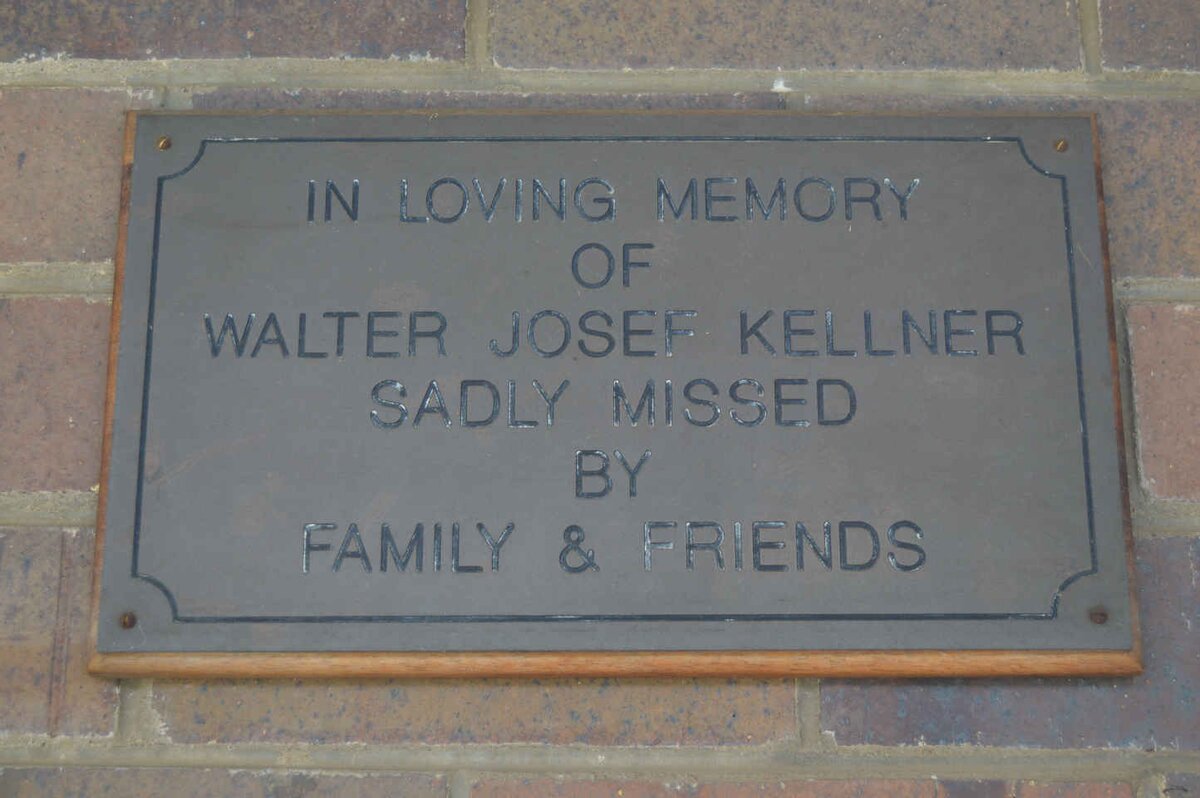 IN LOVING MEMORY
OF
WALTER JOSEF KELLNER
SADLY MISSED
BY
FAMILY & FRIENDS